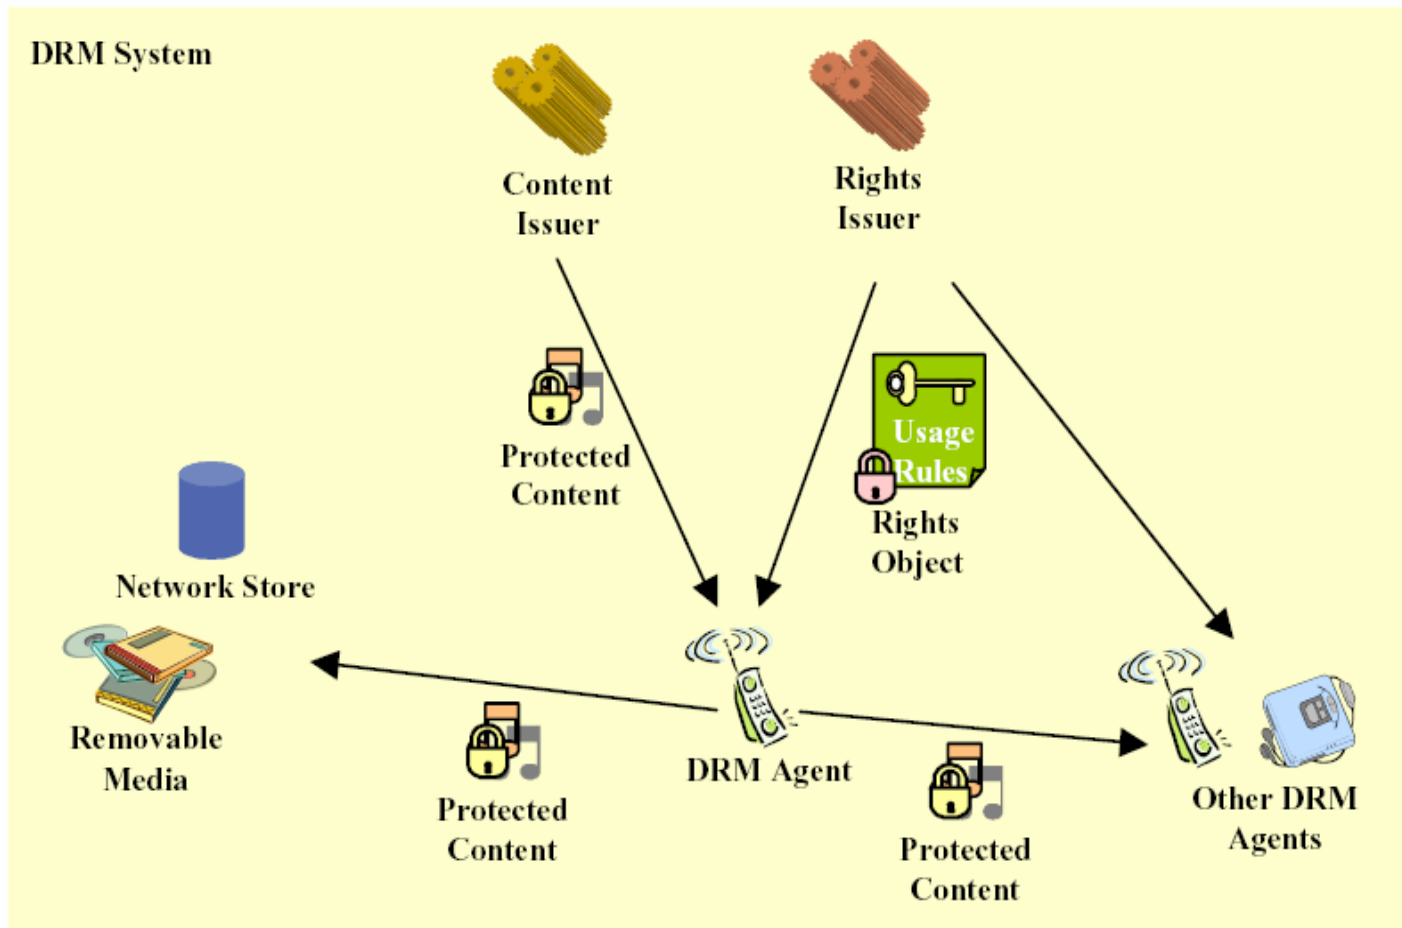 DRM System
Content
Issuer
Rights
Issuer
Protected
Content
Usage
Rules
Rights
Object
Network Store
Removable
Media
DRM Agent
Protected
Content
Protected
Content
Other DRM
Agents